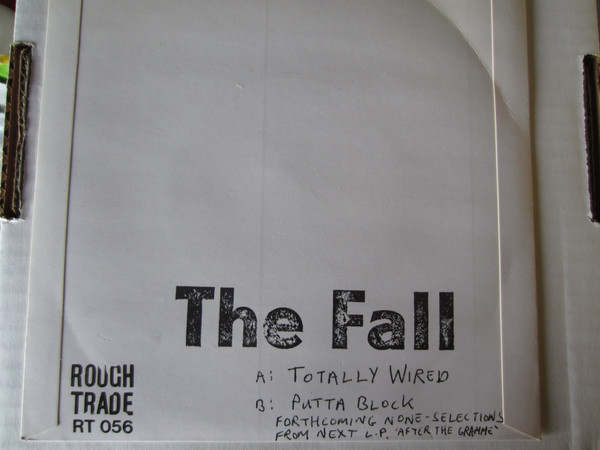 The Fall
ROUGH
TRADE
RT 056
A: TOTALLY WIRED
B: PUTTA BLOCK
FORTHCOMING NONE-SELECTIONS
FROM NEXT L.P. 'AFTER THE GRAMME'